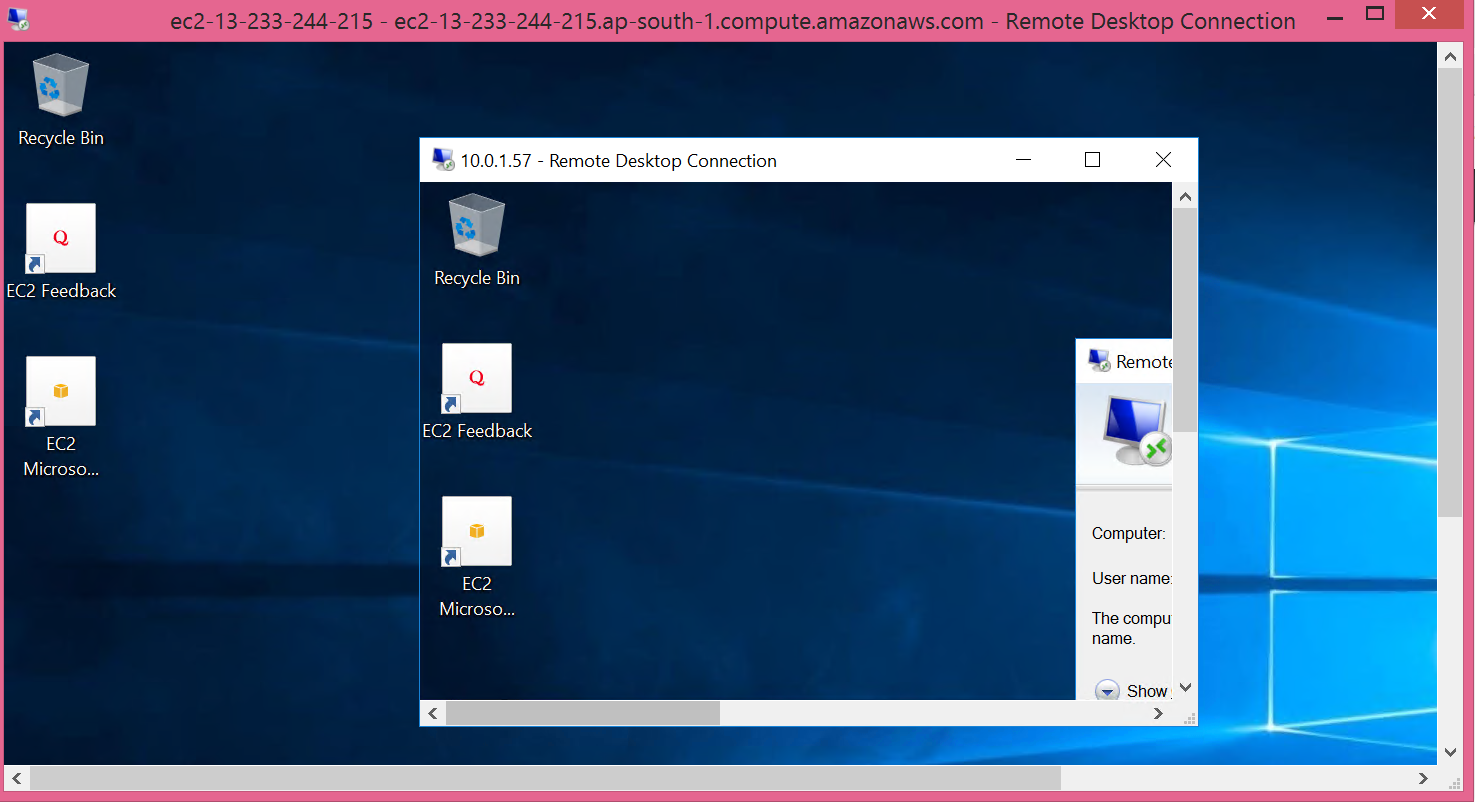 ec2-13-233-244-215 - ec2-13-233-244-215.ap-south-1.compute.amazonaws.com - Remote Desktop Connection
Recycle Bin
Q
EC2 Feedback
EC2
Microso...
10.0.1.57 - Remote Desktop Connection
Recycle Bin
Q
EC2 Feedback
EC2
Microso...
Remote
Computer:
User name:
The compu
name.
Show